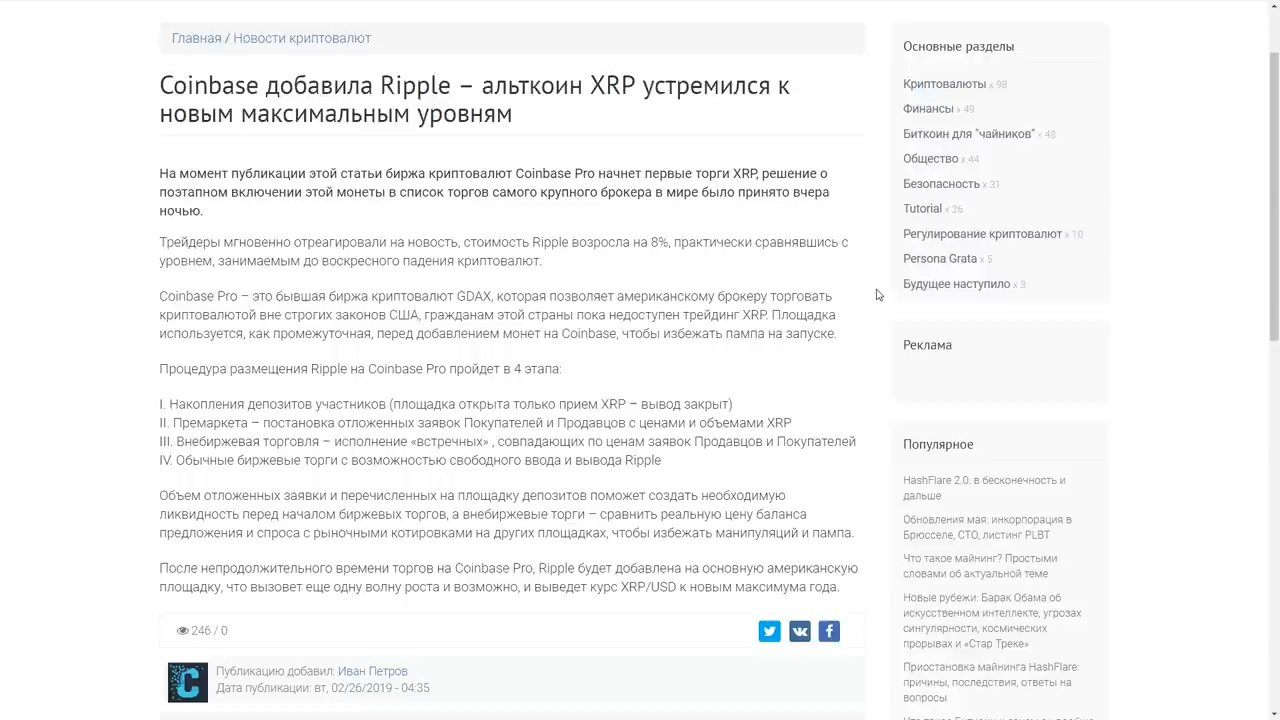 Главная / Новости криптовалют
Coinbase добавила Ripple – альткоин XRP устремился к
новым максимальным уровням
На момент публикации этой статьи биржа криптовалют Coinbase Pro начнет первые торги XRP, решение о
поэтапном включении этой монеты в список торгов самого крупного брокера в мире было принято вчера
ночью.
Трейдеры мгновенно отреагировали на новость, стоимость Ripple возросла на 8%, практически сравнявшись с
уровнем, занимаемым до воскресного падения криптовалют.
Coinbase Pro – это бывшая биржа криптовалют GDAX, которая позволяет американскому брокеру торговать
криптовалютой вне строгих законов США, гражданам этой страны пока недоступен трейдинг XRP. Площадка
используется, как промежуточная, перед добавлением монет на Coinbase, чтобы избежать пампа на запуске.
Процедура размещения Ripple на Coinbase Pro пройдет в 4 этапа:
I. Накопления депозитов участников (площадка открыта только прием XRP – вывод закрыт)
II. Премаркета – постановка отложенных заявок Покупателей и Продавцов с ценами и объемами XRP
III. Внебиржевая торговля – исполнение «встречных» , совпадающих по ценам заявок Продавцов и Покупателей
IV. Обычные биржевые торги с возможностью свободного ввода и вывода Ripple
Объем отложенных заявки и перечисленных на площадку депозитов поможет создать необходимую
ликвидность перед началом биржевых торгов, а внебиржевые торги – сравнить реальную цену баланса
предложения и спроса с рыночными котировками на других площадках, чтобы избежать манипуляций и пампа.
После непродолжительного времени торгов на Coinbase Pro, Ripple будет добавлена на основную американскую
площадку, что вызовет еще одну волну роста и возможно, и выведет курс XRP/USD к новым максимума года.
246 / 0
Публикацию добавил: Иван Петров
Дата публикации: вт, 02/26/2019 - 04:35
Основные разделы
Криптовалюты x 98
Финансы x 49
Биткоин для "чайников" x 48
Общество x 44
Безопасность x 31
Tutorial x 26
Регулирование криптовалют x 10
Persona Grata x 5
Будущее наступило x 3
Реклама
Популярное
HashFlare 2.0: в бесконечность и
дальше
Обновления мая: инкорпорация в
Брюсселе, СТО, листинг PLBT
Что такое майнинг? Простыми
словами об актуальной теме
Новые рубежи: Барак Обама об
искусственном интеллекте, угрозах
сингулярности, космических
прорывах и «Стар Треке»
Приостановка майнинга HashFlare:
причины, последствия, ответы на
вопросы